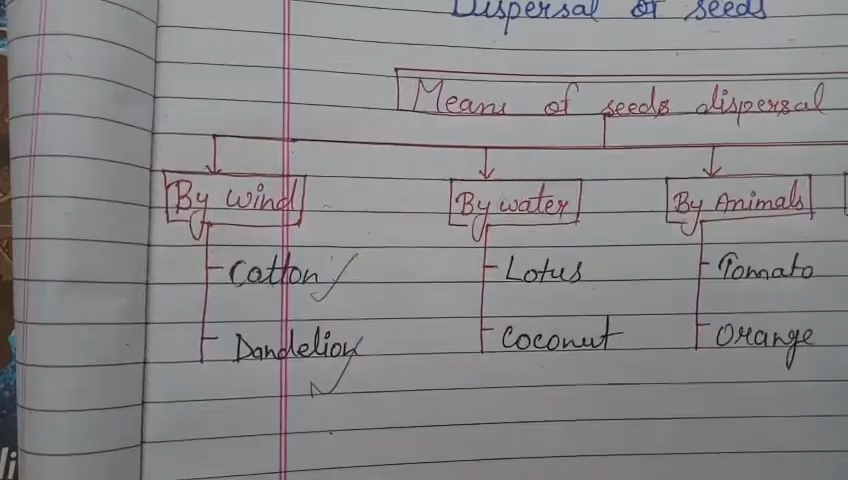 Dispersal of seeds
Means of seeds dispersal
By wind
By water
By Animals
Cotton
Lotus
Tomato
Dandelion
Coconut
Orange